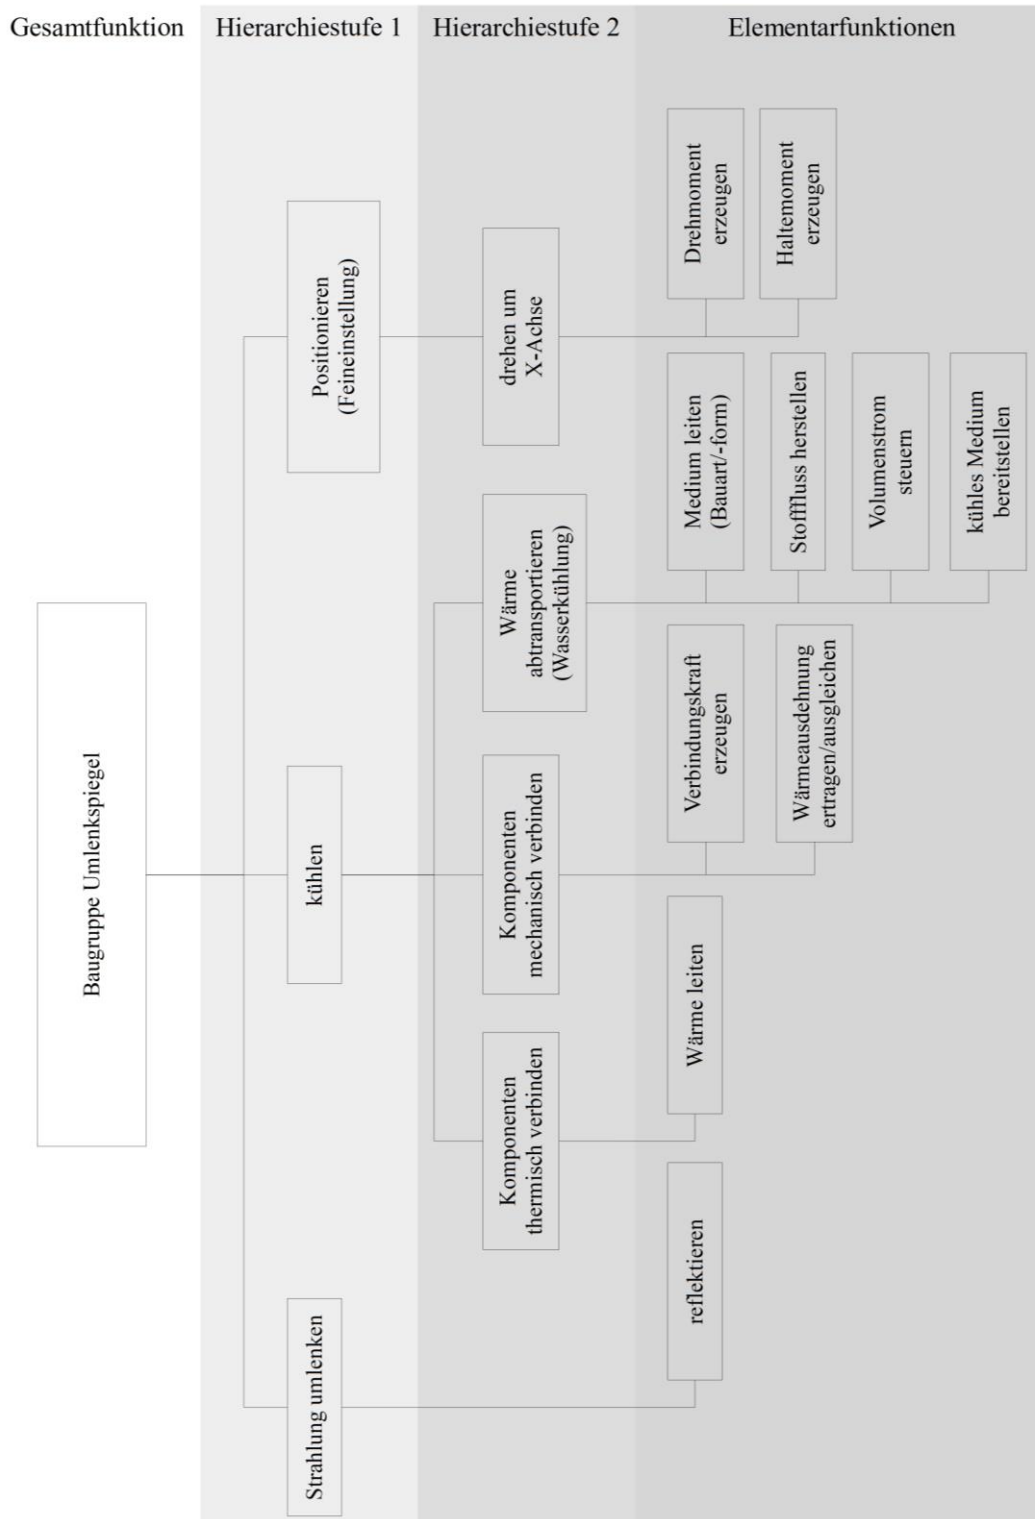 Gesamtfunktion
Hierarchiestufe 1
Hierarchiestufe 2
Elementarfunktionen
Baugruppe Umlenkspiegel
Strahlung umlenken
kühlen
Positionieren
(Feineinstellung)
Komponenten
thermisch verbinden
Komponenten
mechanisch verbinden
Wärme
abtransportieren
(Wasserkühlung)
drehen um
X-Achse
reflektieren
Wärme leiten
Verbindungskraft
erzeugen
Wärmeausdehnung
ertragen/ausgleichen
Medium leiten
(Bauart/-form)
Stofffluss herstellen
Volumenstrom
steuern
kühles Medium
bereitstellen
Drehmoment
erzeugen
Haltemoment
erzeugen